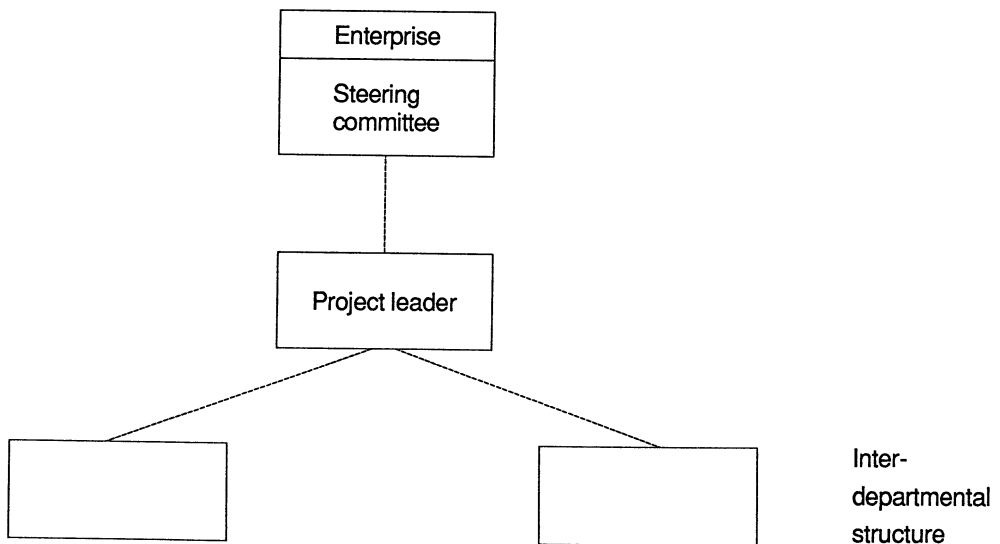 Enterprise
Steering
committee
Project leader
Inter-
departmental
structure